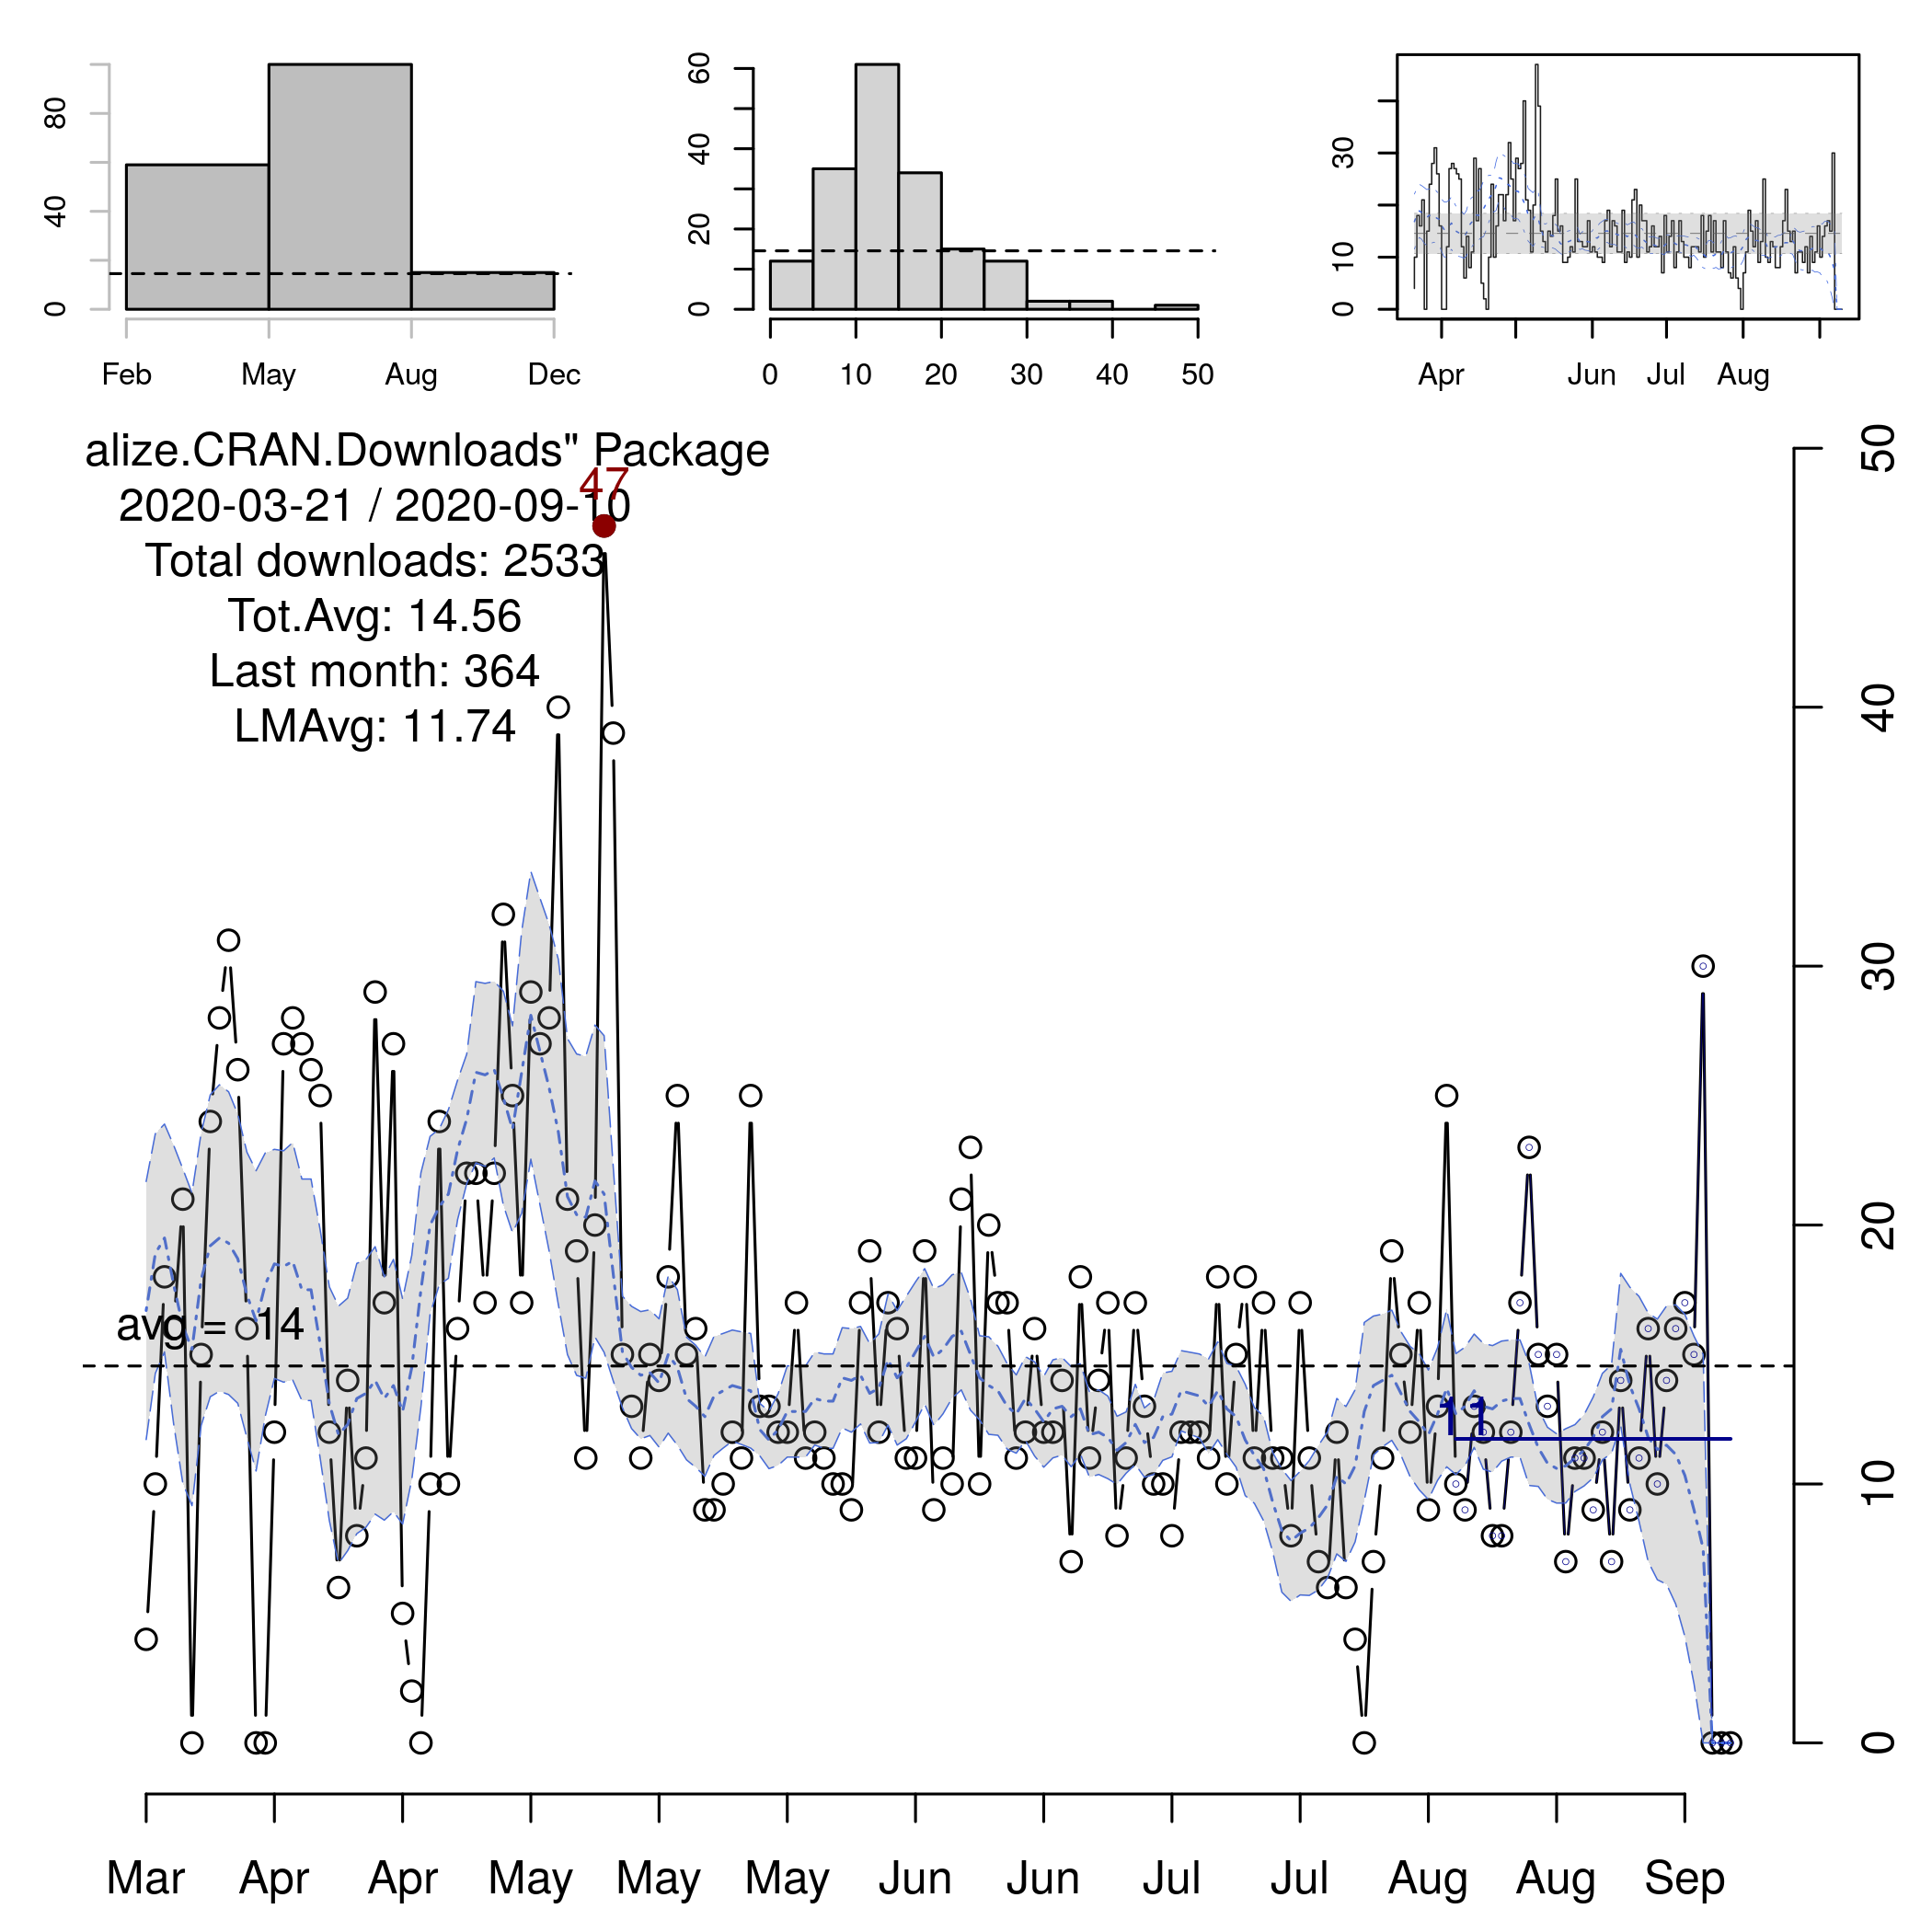 80
40
0
Feb May Aug Dec
60
40
20
0
0 10 20 30 40 50
30
10
0
Apr Jun Jul Aug
alize.CRAN.Downloads" Package
47
2020-03-21 / 2020-09-10
Total downloads: 2533
Tot.Avg: 14.56
Last month: 364
LMAvg: 11.74
avg = 14
11
50
40
30
20
10
0
Mar Apr Apr May May May Jun Jun Jul Jul Aug Aug Sep